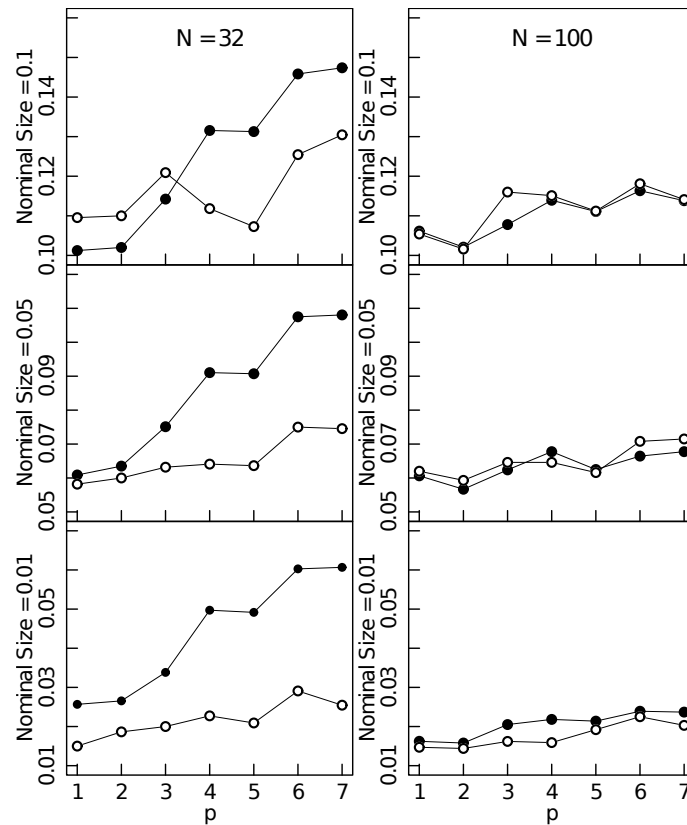 N = 32
N = 100
Nominal Size = 0.1
0.14
0.12
0.10
Nominal Size = 0.1
0.14
0.12
0.10
Nominal Size = 0.05
0.09
0.07
0.05
Nominal Size = 0.05
0.09
0.07
0.05
Nominal Size = 0.01
0.05
0.03
0.01
Nominal Size = 0.01
0.05
0.03
0.01
1 2 3 4 5 6 7
p
1 2 3 4 5 6 7
p